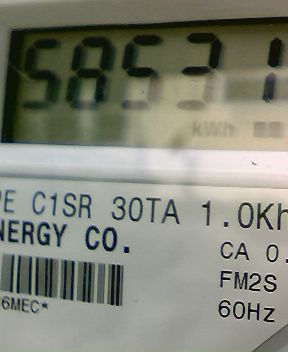 58531
kWh
PE C1SR 30TA 1.0Kh
NERGY CO.
CA 0.
FM2S
60Hz
6MEC*